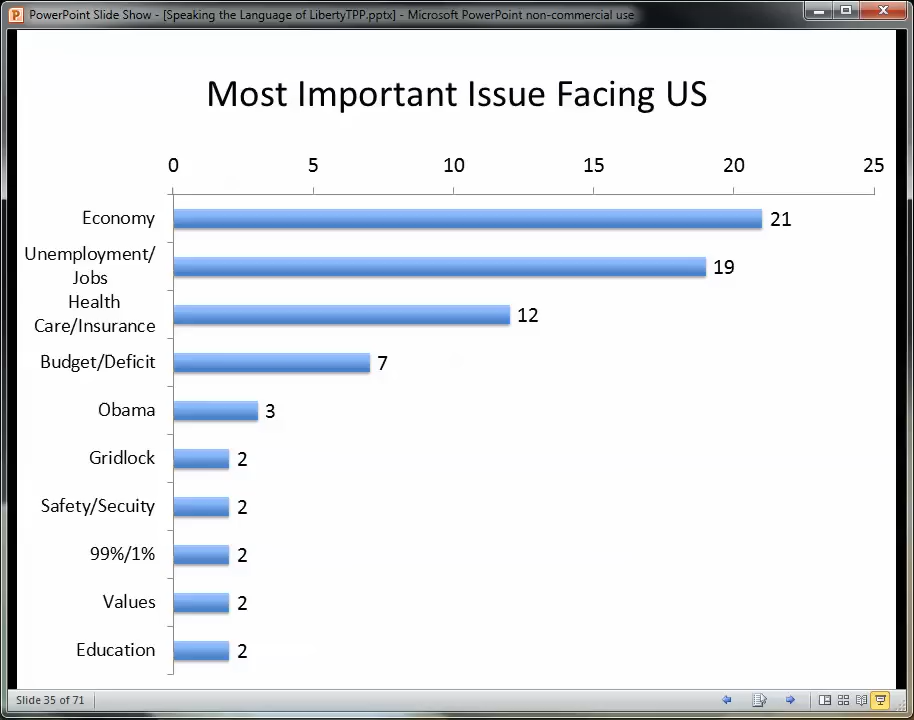 PowerPoint Slide Show - [Speaking the Language of LibertyTPP.pptx] - Microsoft PowerPoint non-commercial use
Most Important Issue Facing US
0 5 10 15 20 25
Economy 21
Unemployment/
Jobs 19
Health
Care/Insurance 12
Budget/Deficit 7
Obama 3
Gridlock 2
Safety/Secuity 2
99%/1% 2
Values 2
Education 2
Slide 35 of 71